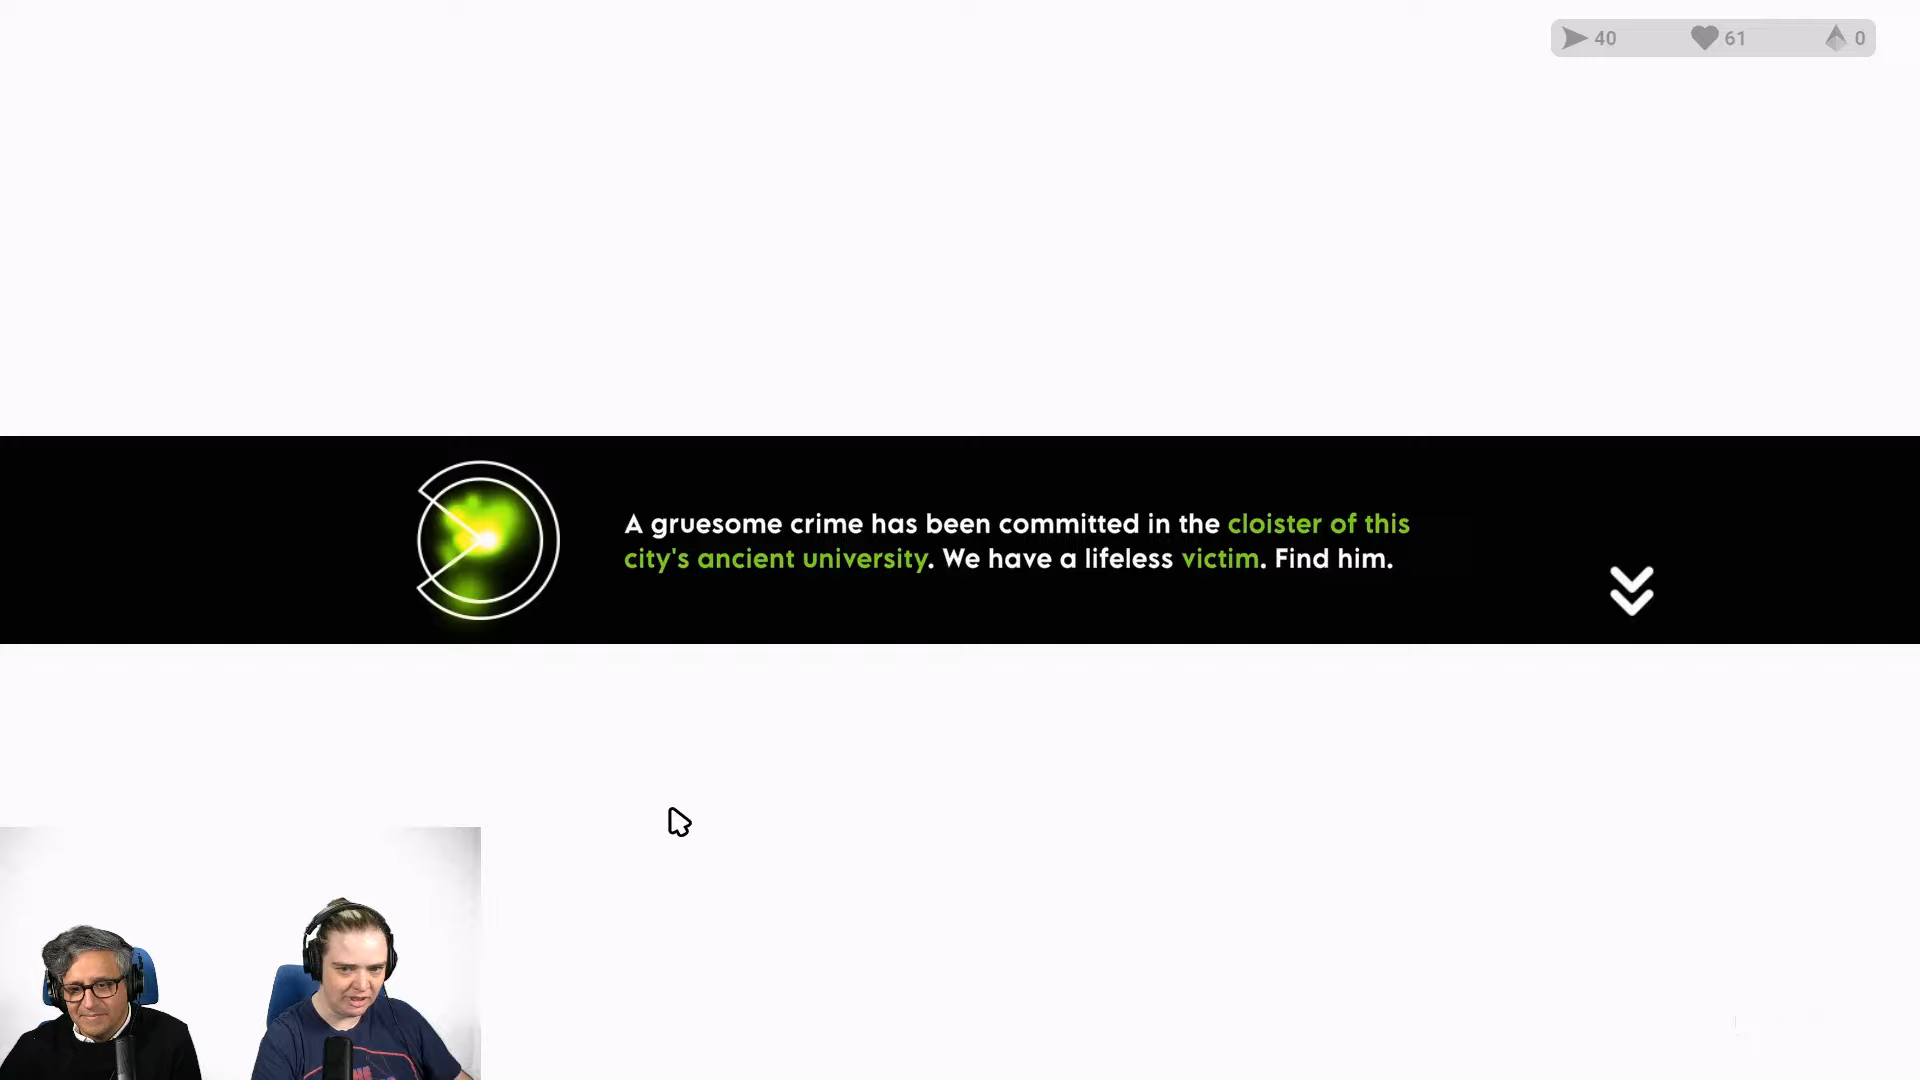 40 61 0
A gruesome crime has been committed in the cloister of this
city's ancient university. We have a lifeless victim. Find him.